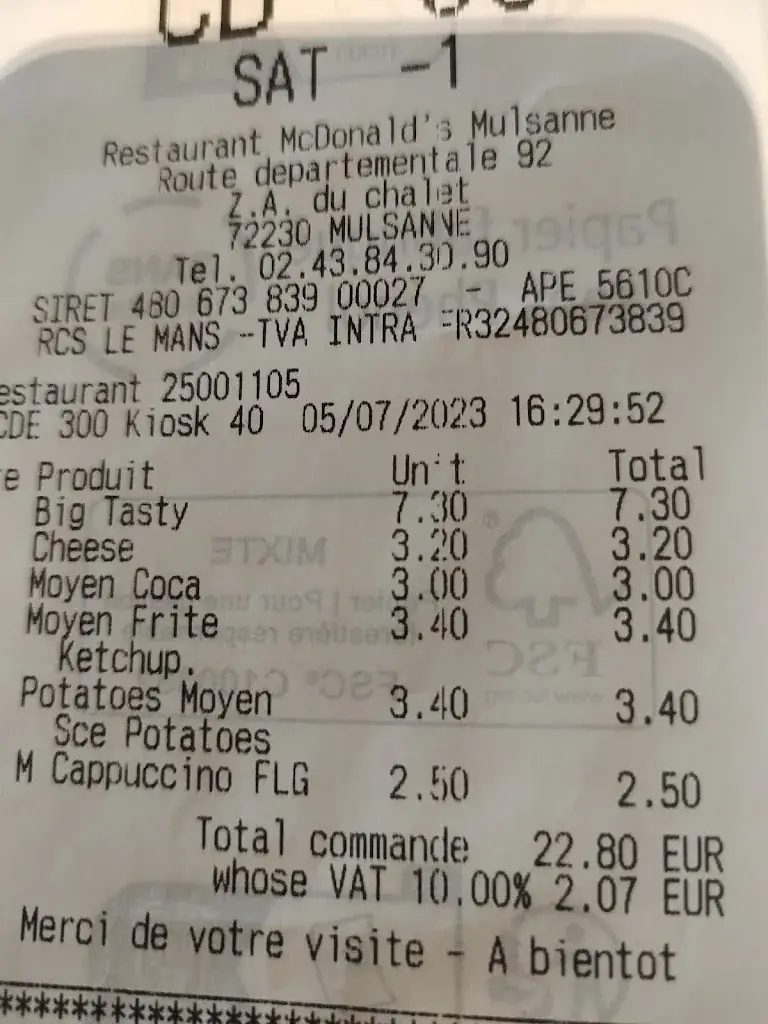 SAT -1
Restaurant McDonald's Mulsanne
Route departementale 92
Z.A. du chalet
72230 MULSANNE
Tel. 02.43.84.30.90
SIRET 480 673 839 00027 - APE 5610C
RCS LE MANS -TVA INTRA FR32480673839
estaurant 25001105
CDE 300 Kiosk 40 05/07/2023 16:29:52
e Produit Unit Total
Big Tasty 7.30 7.30
Cheese 3.20 3.20
Moyen Coca 3.00 3.00
Moyen Frite 3.40 3.40
Ketchup.
Potatoes Moyen 3.40 3.40
Sce Potatoes
M Cappuccino FLG 2.50 2.50
Total commande 22.80 EUR
whose VAT 10.00% 2.07 EUR
Merci de votre visite - A bientot
********************************